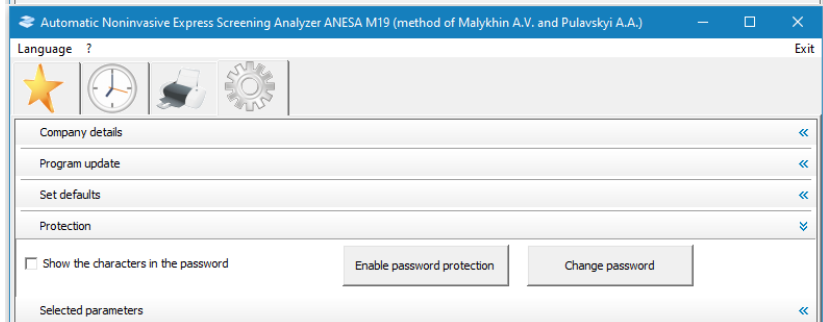 Automatic Noninvasive Express Screening Analyzer ANESA M19 (method of Malykhin A.V. and Pulavskyi A.A.)
Language ? Exit
Company details
Program update
Set defaults
Protection
Show the characters in the password Enable password protection Change password
Selected parameters